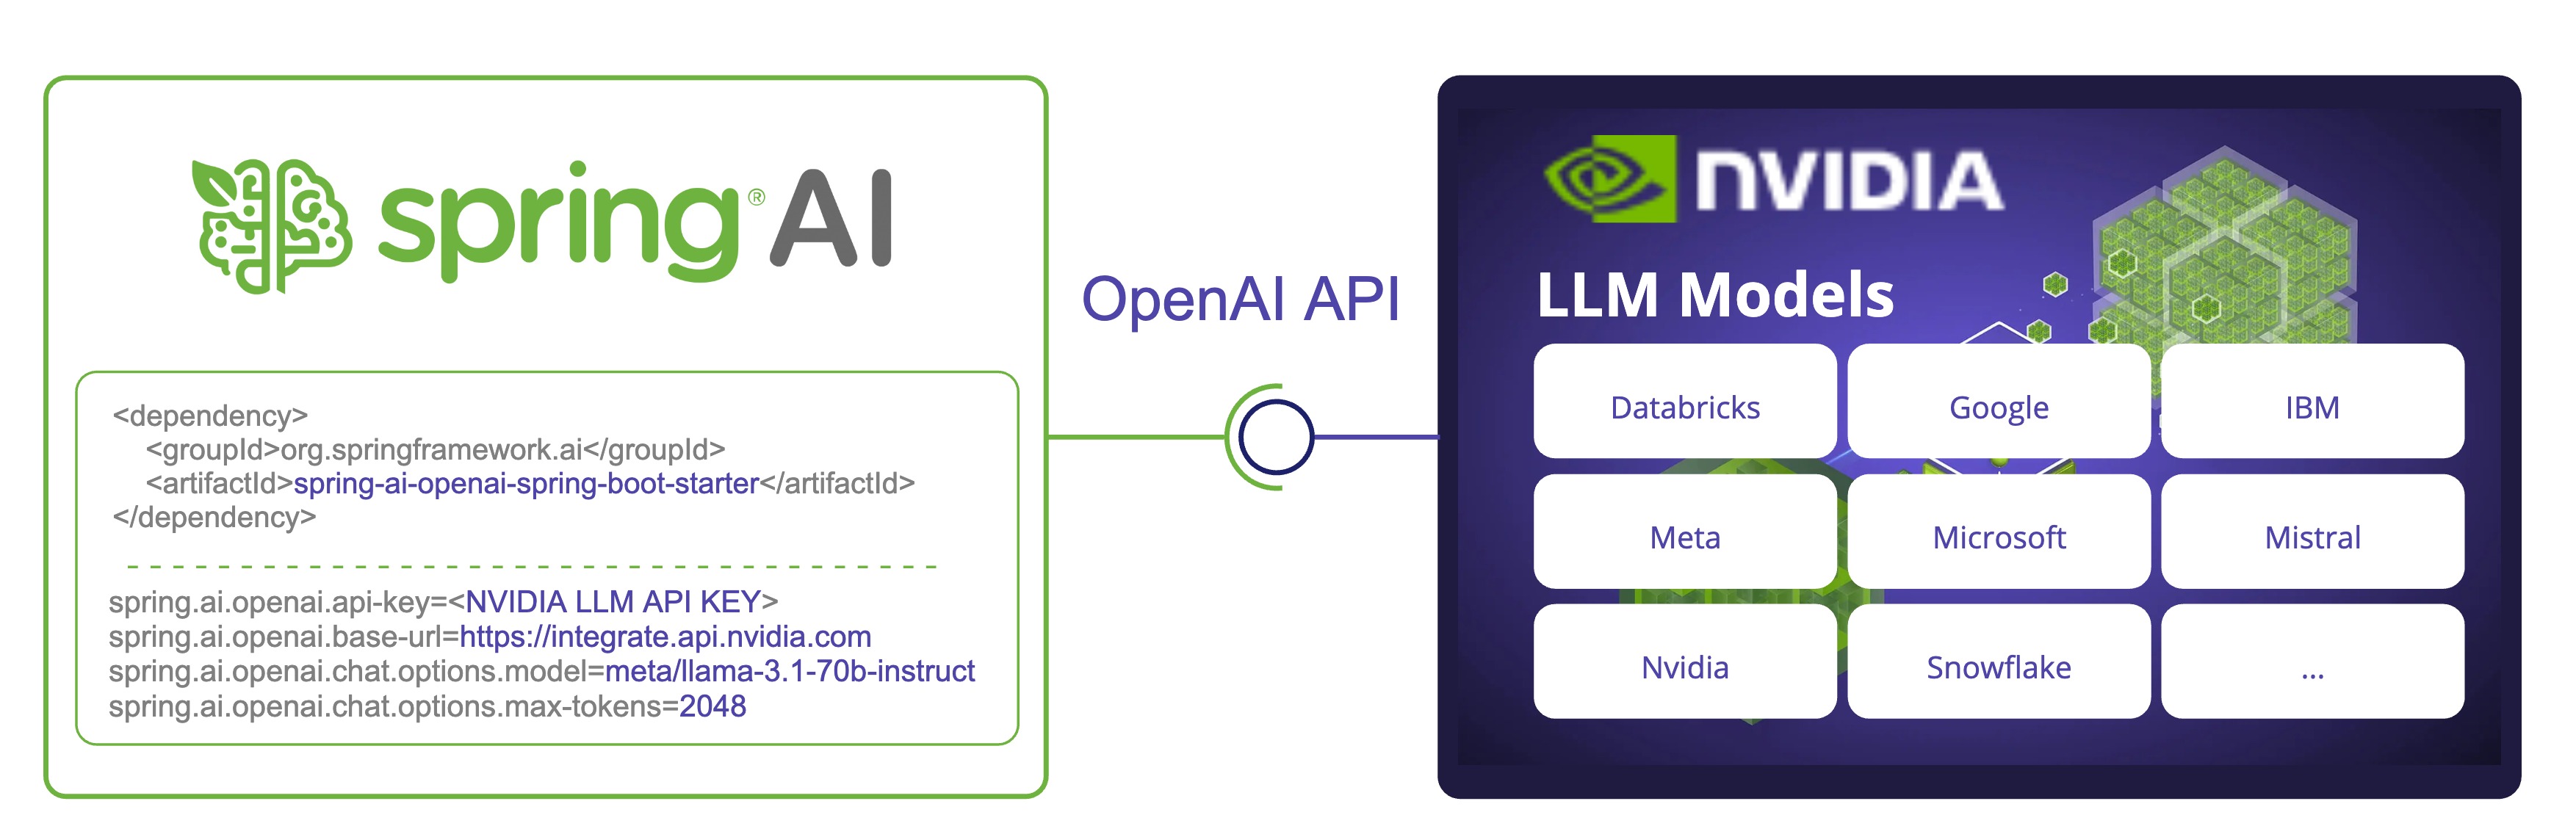 spring® AI
<dependency>
<groupId>org.springframework.ai</groupId>
<artifactId>spring-ai-openai-spring-boot-starter</artifactId>
</dependency>
spring.ai.openai.api-key=<NVIDIA LLM API KEY>
spring.ai.openai.base-url=https://integrate.api.nvidia.com
spring.ai.openai.chat.options.model=meta/llama-3.1-70b-instruct
spring.ai.openai.chat.options.max-tokens=2048
OpenAI API
NVIDIA
LLM Models
Databricks
Google
IBM
Meta
Microsoft
Mistral
Nvidia
Snowflake
...